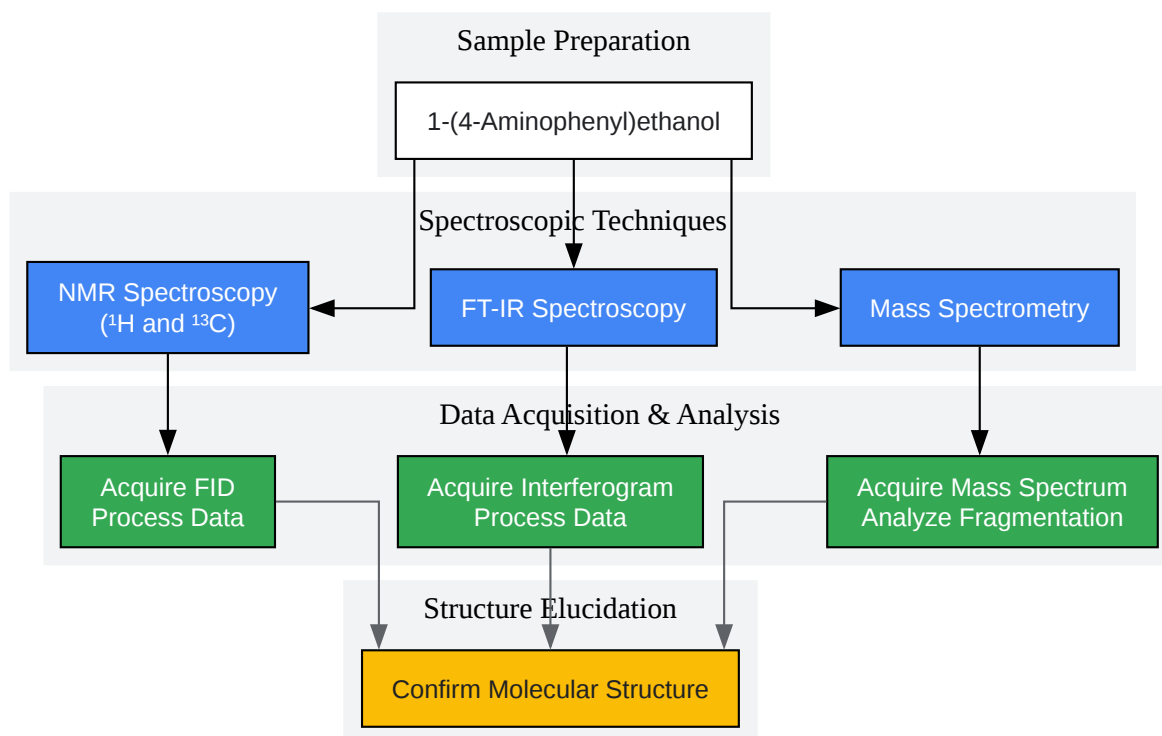 Sample Preparation
1-(4-Aminophenyl)ethanol
Spectroscopic Techniques
NMR Spectroscopy
(¹H and ¹³C)
FT-IR Spectroscopy
Mass Spectrometry
Data Acquisition & Analysis
Acquire FID
Process Data
Acquire Interferogram
Process Data
Acquire Mass Spectrum
Analyze Fragmentation
Structure Elucidation
Confirm Molecular Structure